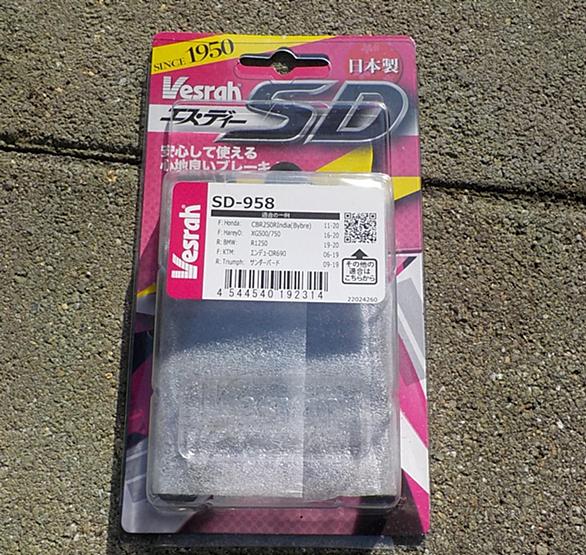 SINCE 1950
日本製
Vesrah
SD
エス・ディー
安心して使える
心地良いブレーキ
Vesrah
SD-958
適合の一例
F: Honda: CBR250RIndia(Bybre) 11-20
F: HareyD: XG500/750 16-20
R: BMW: R1250 19-20
F: KTM: エンデューロR690 06-19
R: Triumph: サンダーバード 09-19
その他の
適合は
こちらから
4 544540 192314
22024260